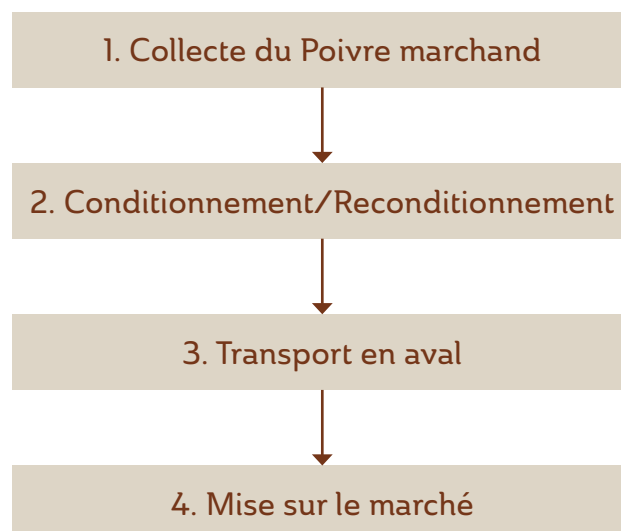 1. Collecte du Poivre marchand
2. Conditionnement/Reconditionnement
3. Transport en aval
4. Mise sur le marché